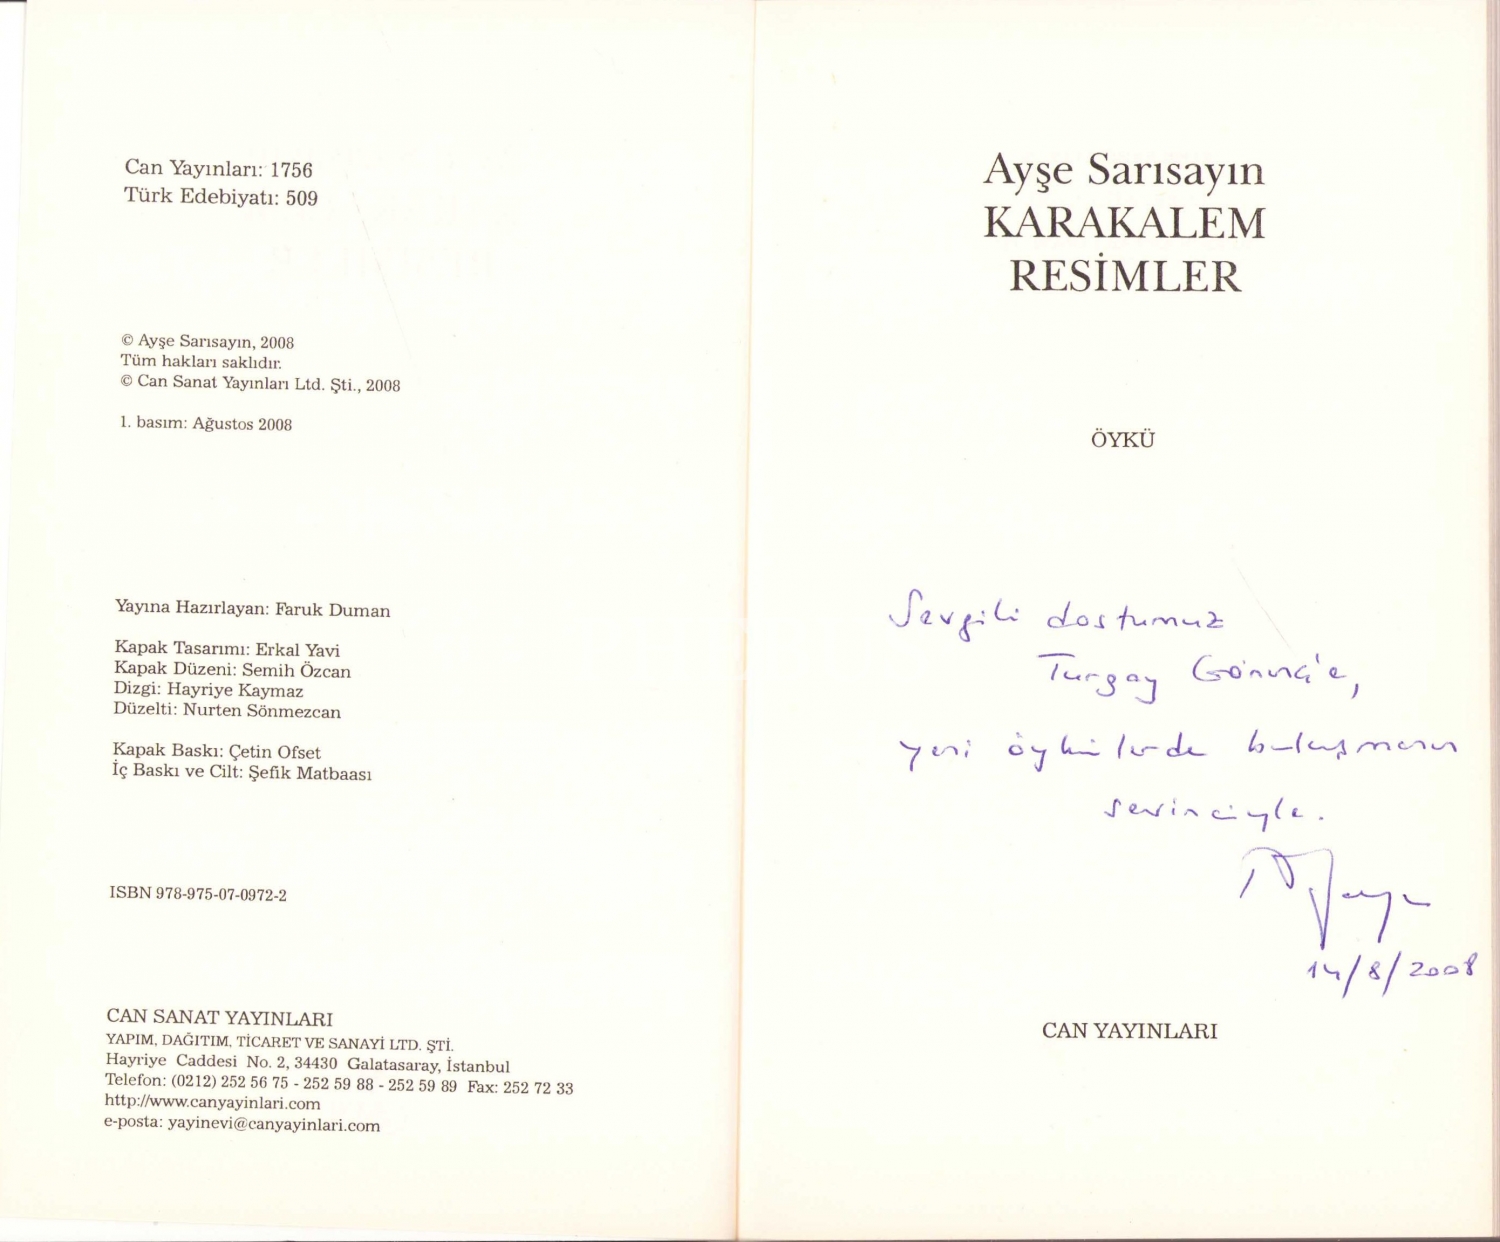 Can Yayınları: 1756
Türk Edebiyatı: 509
© Ayşe Sarısayın, 2008
Tüm hakları saklıdır.
© Can Sanat Yayınları Ltd. Şti., 2008
1. basım: Ağustos 2008
Yayına Hazırlayan: Faruk Duman
Kapak Tasarımı: Erkal Yavi
Kapak Düzeni: Semih Özcan
Dizgi: Hayriye Kaymaz
Düzelti: Nurten Sönmezcan
Kapak Baskı: Çetin Ofset
İç Baskı ve Cilt: Şefik Matbaası
ISBN 978-975-07-0972-2
CAN SANAT YAYINLARI
YAPIM, DAĞITIM, TİCARET VE SANAYİ LTD. ŞTİ.
Hayriye Caddesi No. 2, 34430 Galatasaray, İstanbul
Telefon: (0212) 252 56 75 - 252 59 88 - 252 59 89 Fax: 252 72 33
http://www.canyayinlari.com
e-posta: yayinevi@canyayinlari.com
Ayşe Sarısayın
KARAKALEM
RESİMLER
ÖYKÜ
Sevgili dostumuz
Turgay Gönenç'e,
yeni öykülerde buluşmanın
sevinciyle.
14/8/2008
CAN YAYINLARI